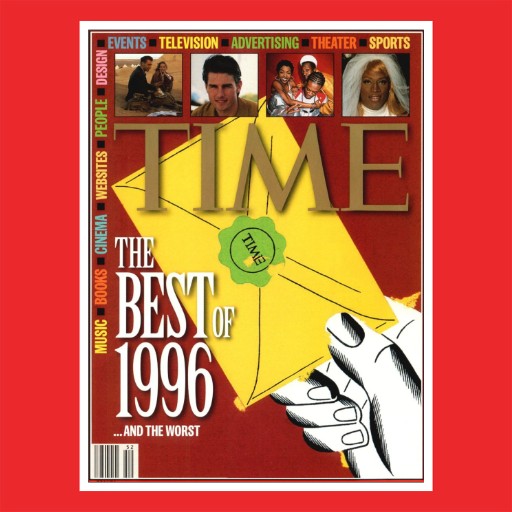 EVENTS ■ TELEVISION ■ ADVERTISING ■ THEATER ■ SPORTS
MUSIC ■ BOOKS ■ CINEMA ■ WEBSITES ■ PEOPLE ■ DESIGN
TIME
TIME
THE
BEST OF
1996
...AND THE WORST
52